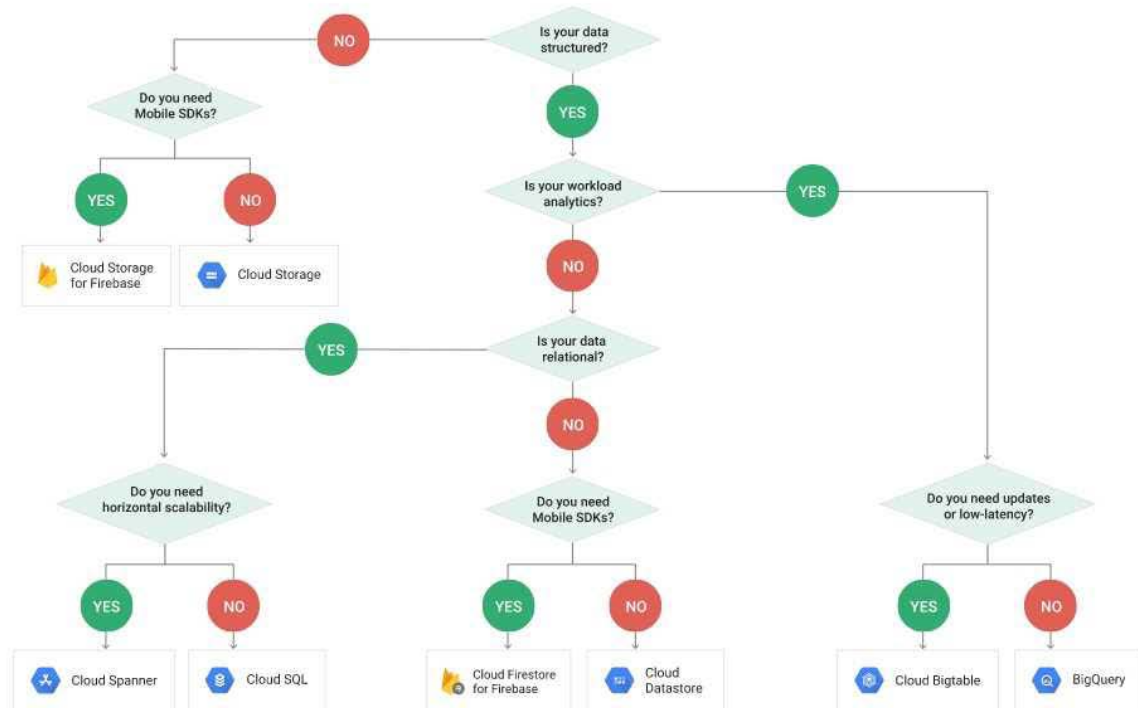 Is your data
structured?
NO
Do you need
Mobile SDKs?
YES
YES
NO
Is your workload
analytics?
YES
Cloud Storage
for Firebase
Cloud Storage
NO
Is your data
relational?
YES
NO
Do you need
horizontal scalability?
Do you need
Mobile SDKs?
Do you need updates
or low-latency?
YES
NO
YES
NO
YES
NO
Cloud Spanner
Cloud SQL
Cloud Firestore
for Firebase
Cloud
Datastore
Cloud Bigtable
BigQuery